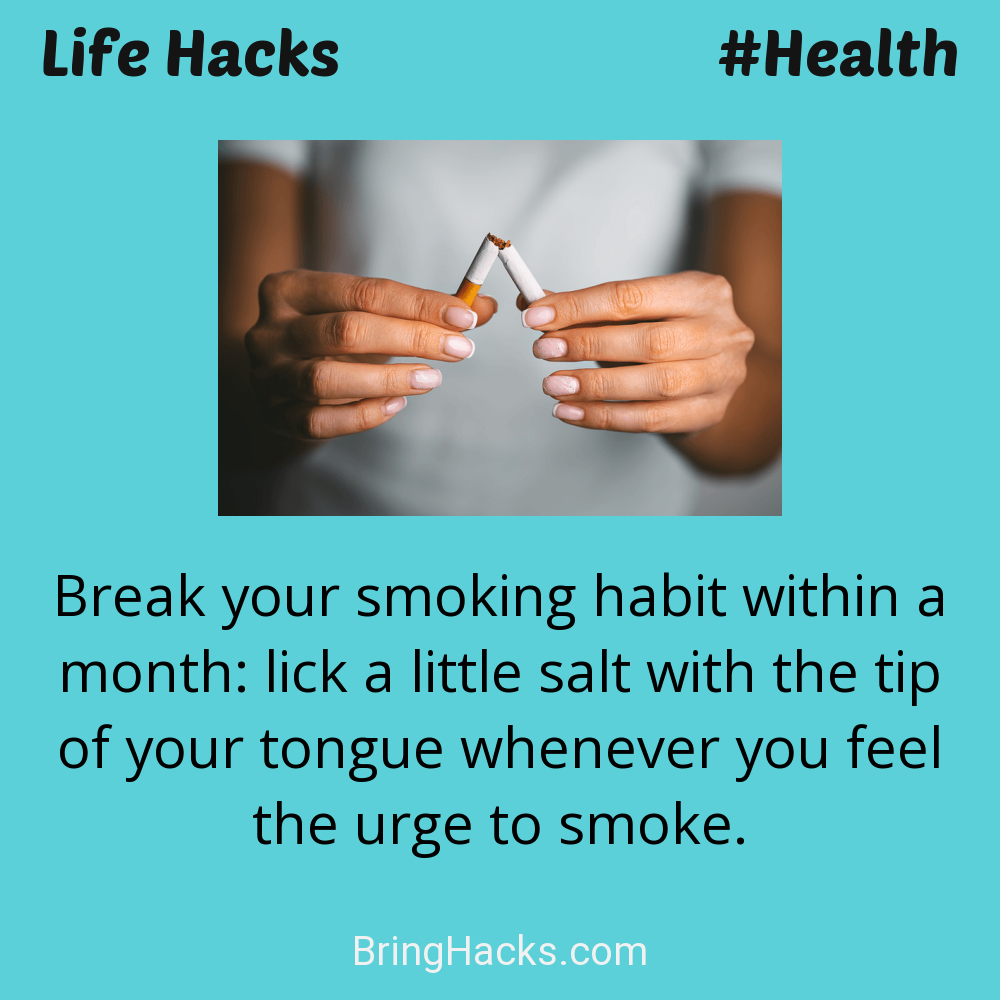 Life Hacks
#Health
Break your smoking habit within a
month: lick a little salt with the tip
of your tongue whenever you feel
the urge to smoke.
BringHacks.com